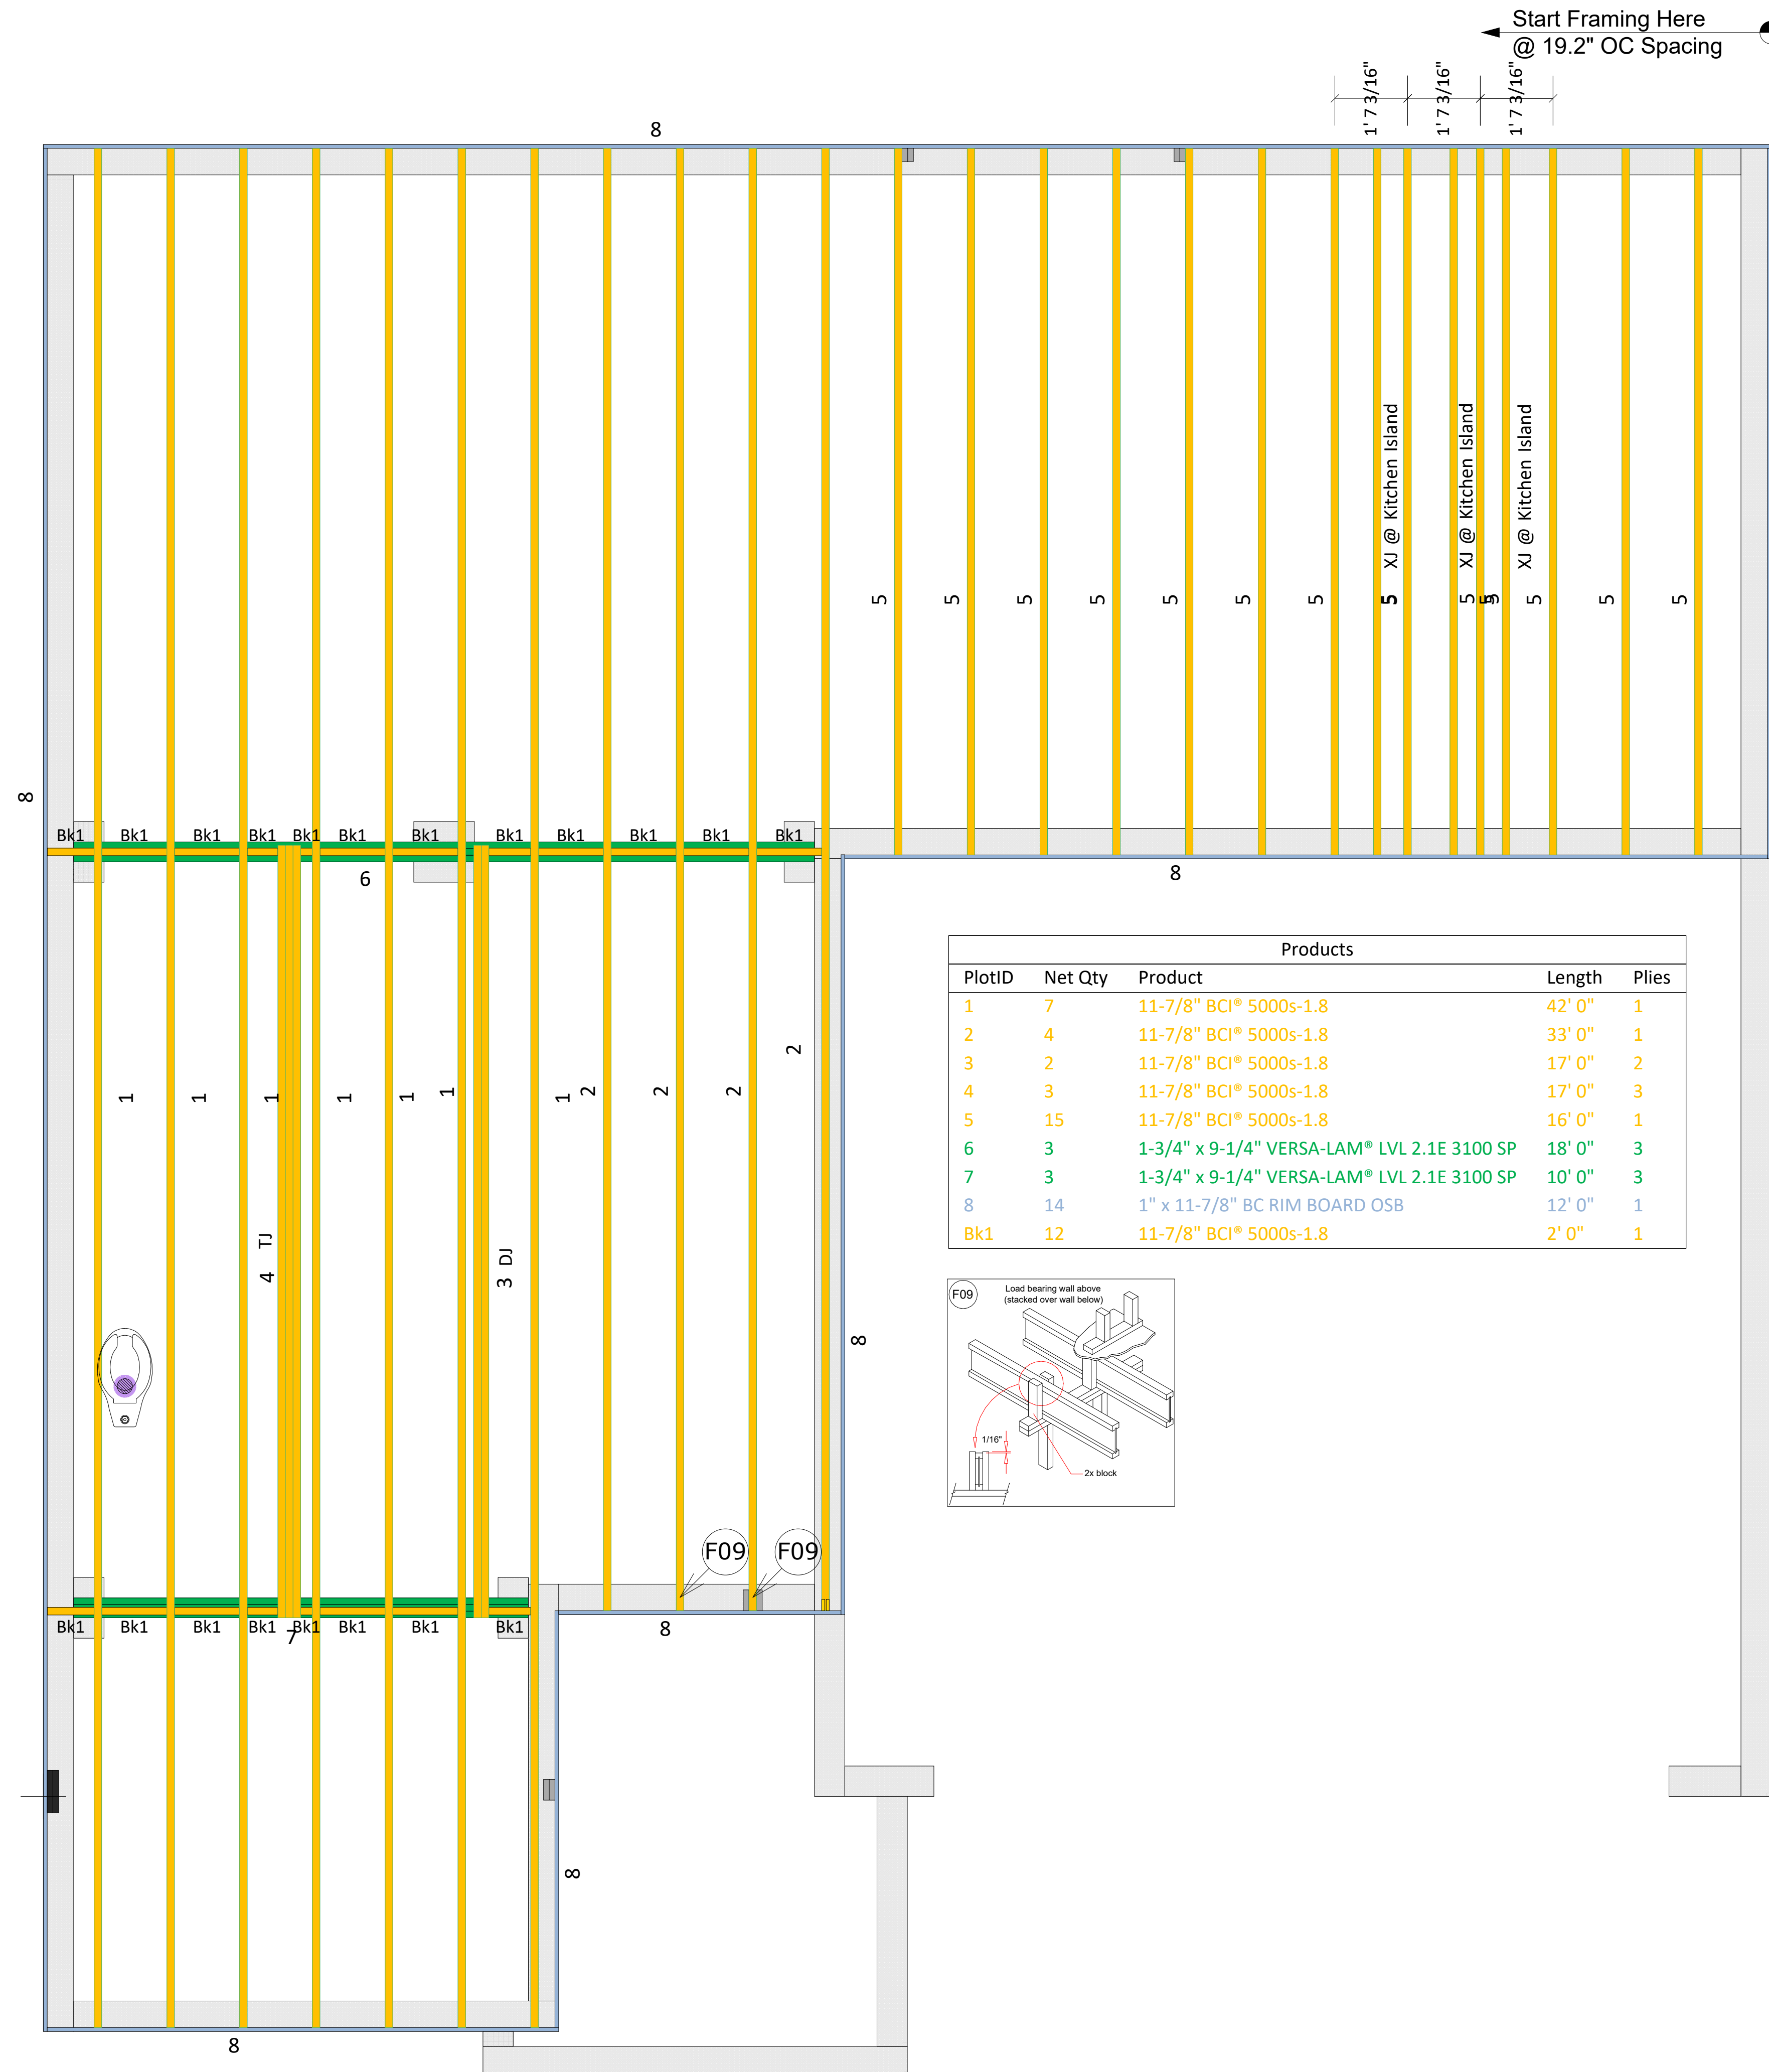 Start Framing Here
@ 19.2" OC Spacing
1' 7 3/16"
1' 7 3/16"
1' 7 3/16"
8
XJ @ Kitchen Island
XJ @ Kitchen Island
XJ @ Kitchen Island
5
5
5
5
5
5
5
5
5
5
5
5
5
5
8
Bk1
Bk1
Bk1
Bk1
Bk1
Bk1
Bk1
Bk1
Bk1
Bk1
Bk1
Bk1
6
8
Products
PlotID Net Qty Product Length Plies
1 7 11-7/8" BCI® 5000s-1.8 42' 0" 1
2 4 11-7/8" BCI® 5000s-1.8 33' 0" 1
3 2 11-7/8" BCI® 5000s-1.8 17' 0" 2
4 3 11-7/8" BCI® 5000s-1.8 17' 0" 3
5 15 11-7/8" BCI® 5000s-1.8 16' 0" 1
6 3 1-3/4" x 9-1/4" VERSA-LAM® LVL 2.1E 3100 SP 18' 0" 3
7 3 1-3/4" x 9-1/4" VERSA-LAM® LVL 2.1E 3100 SP 10' 0" 3
8 14 1" x 11-7/8" BC RIM BOARD OSB 12' 0" 1
Bk1 12 11-7/8" BCI® 5000s-1.8 2' 0" 1
2
1
1
1
1
1
1
1
2
2
2
4 TJ
3 DJ
F09
Load bearing wall above
(stacked over wall below)
1/16"
2x block
8
F09
F09
Bk1
Bk1
Bk1
Bk1
Bk1
Bk1
Bk1
Bk1
7
8
8
8